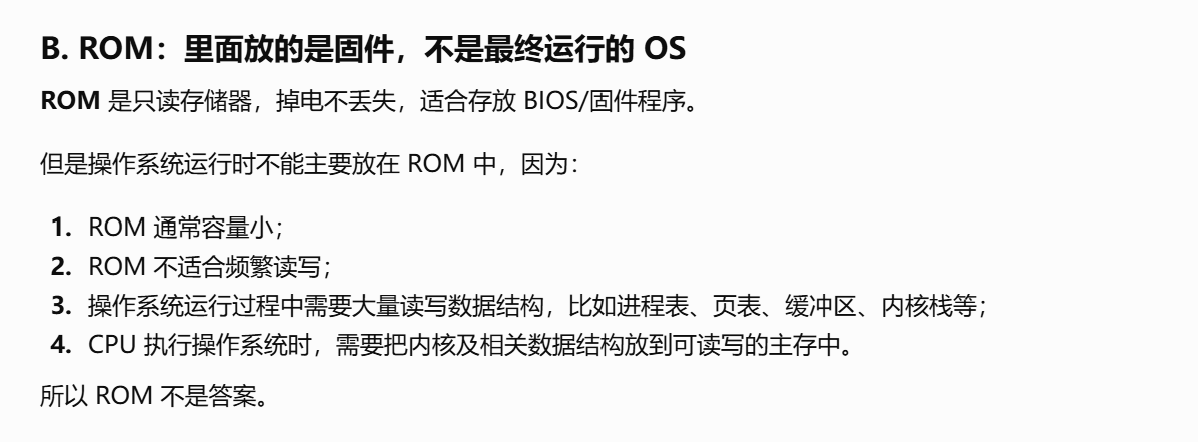 B. ROM：里面放的是固件，不是最终运行的 OS
ROM 是只读存储器，掉电不丢失，适合存放 BIOS/固件程序。
但是操作系统运行时不能主要放在 ROM 中，因为：
1. ROM 通常容量小；
2. ROM 不适合频繁读写；
3. 操作系统运行过程中需要大量读写数据结构，比如进程表、页表、缓冲区、内核栈等；
4. CPU 执行操作系统时，需要把内核及相关数据结构放到可读写的主存中。
所以 ROM 不是答案。